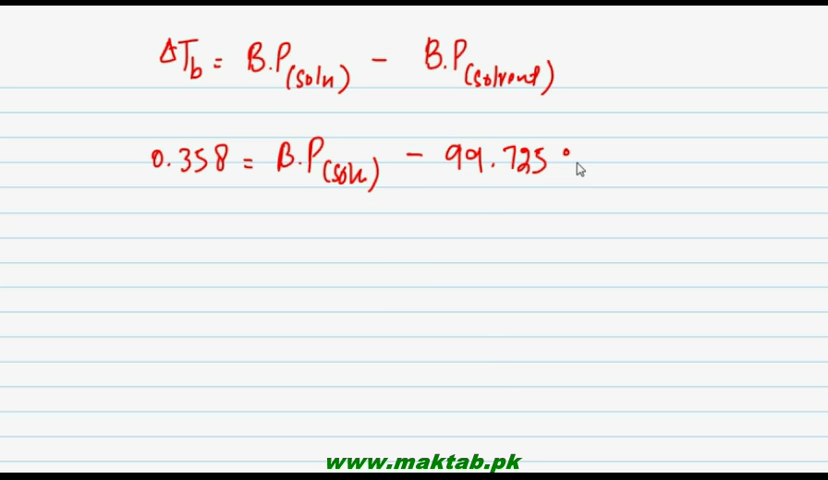 ΔTb = B.P(soln) - B.P(solvent)
0.358 = B.P(soln) - 99.725 °
www.maktab.pk